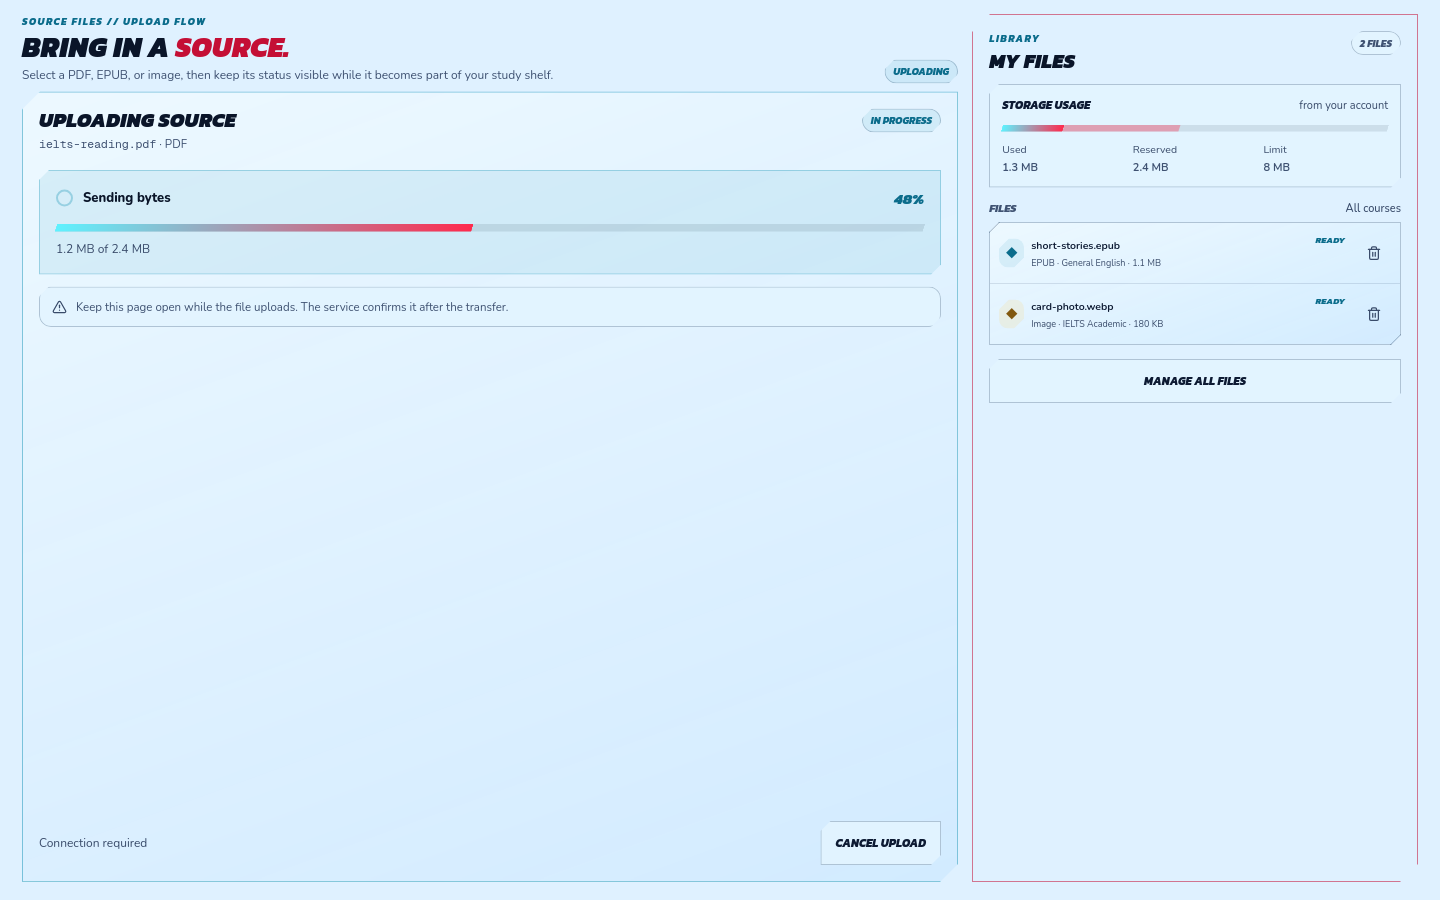 SOURCE FILES // UPLOAD FLOW
BRING IN A SOURCE.
Select a PDF, EPUB, or image, then keep its status visible while it becomes part of your study shelf.
UPLOADING
UPLOADING SOURCE
IN PROGRESS
ielts-reading.pdf · PDF
Sending bytes
48%
1.2 MB of 2.4 MB
Keep this page open while the file uploads. The service confirms it after the transfer.
Connection required
CANCEL UPLOAD
LIBRARY
MY FILES
2 FILES
STORAGE USAGE
from your account
Used
Reserved
Limit
1.3 MB
2.4 MB
8 MB
FILES
All courses
short-stories.epub
READY
EPUB · General English · 1.1 MB
card-photo.webp
READY
Image · IELTS Academic · 180 KB
MANAGE ALL FILES